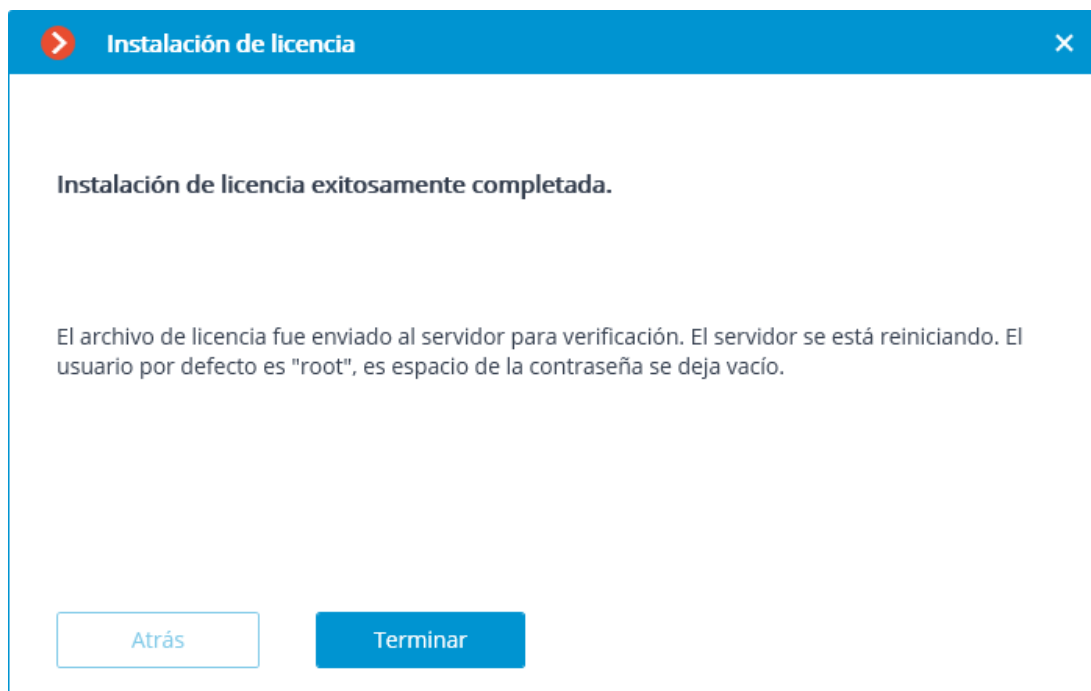 Instalación de licencia
Instalación de licencia exitosamente completada.
El archivo de licencia fue enviado al servidor para verificación. El servidor se está reiniciando. El
usuario por defecto es "root", es espacio de la contraseña se deja vacío.
Atrás
Terminar